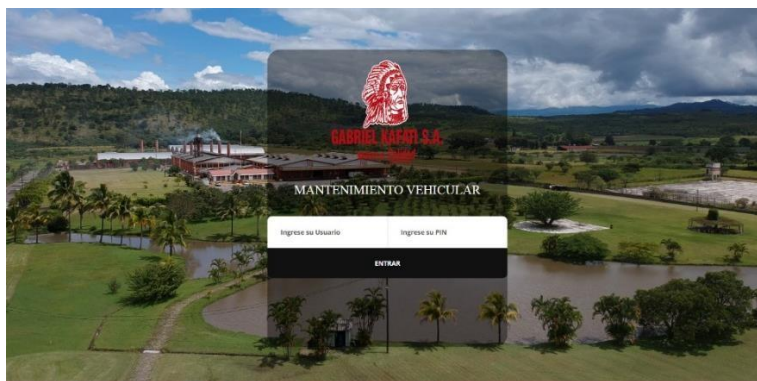 GABRIEL KAFATI S.A.
MANTENIMIENTO VEHICULAR
Ingrese su Usuario
Ingrese su PIN
ENTRAR